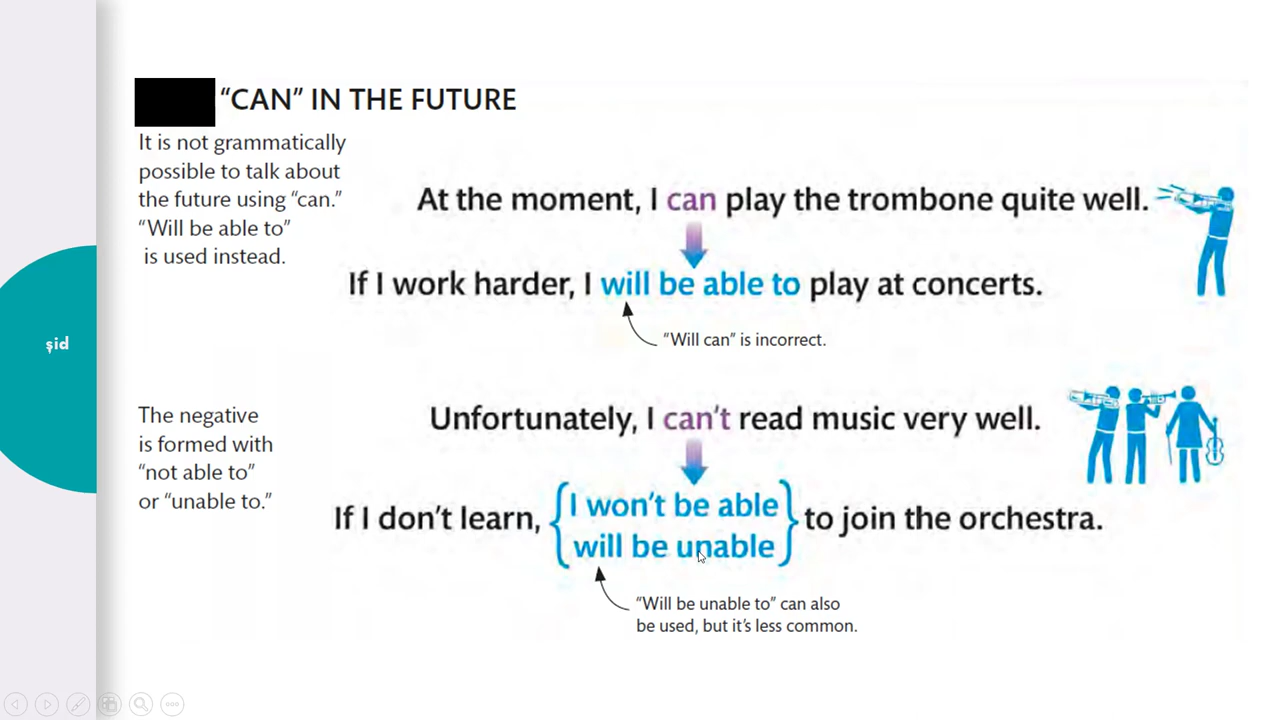 "CAN" IN THE FUTURE
It is not grammatically
possible to talk about
the future using "can."
"Will be able to"
is used instead.
At the moment, I can play the trombone quite well.
If I work harder, I will be able to play at concerts.
"Will can" is incorrect.
șid
The negative
is formed with
"not able to"
or "unable to."
Unfortunately, I can't read music very well.
If I don't learn, { I won't be able
will be unable } to join the orchestra.
"Will be unable to" can also
be used, but it's less common.